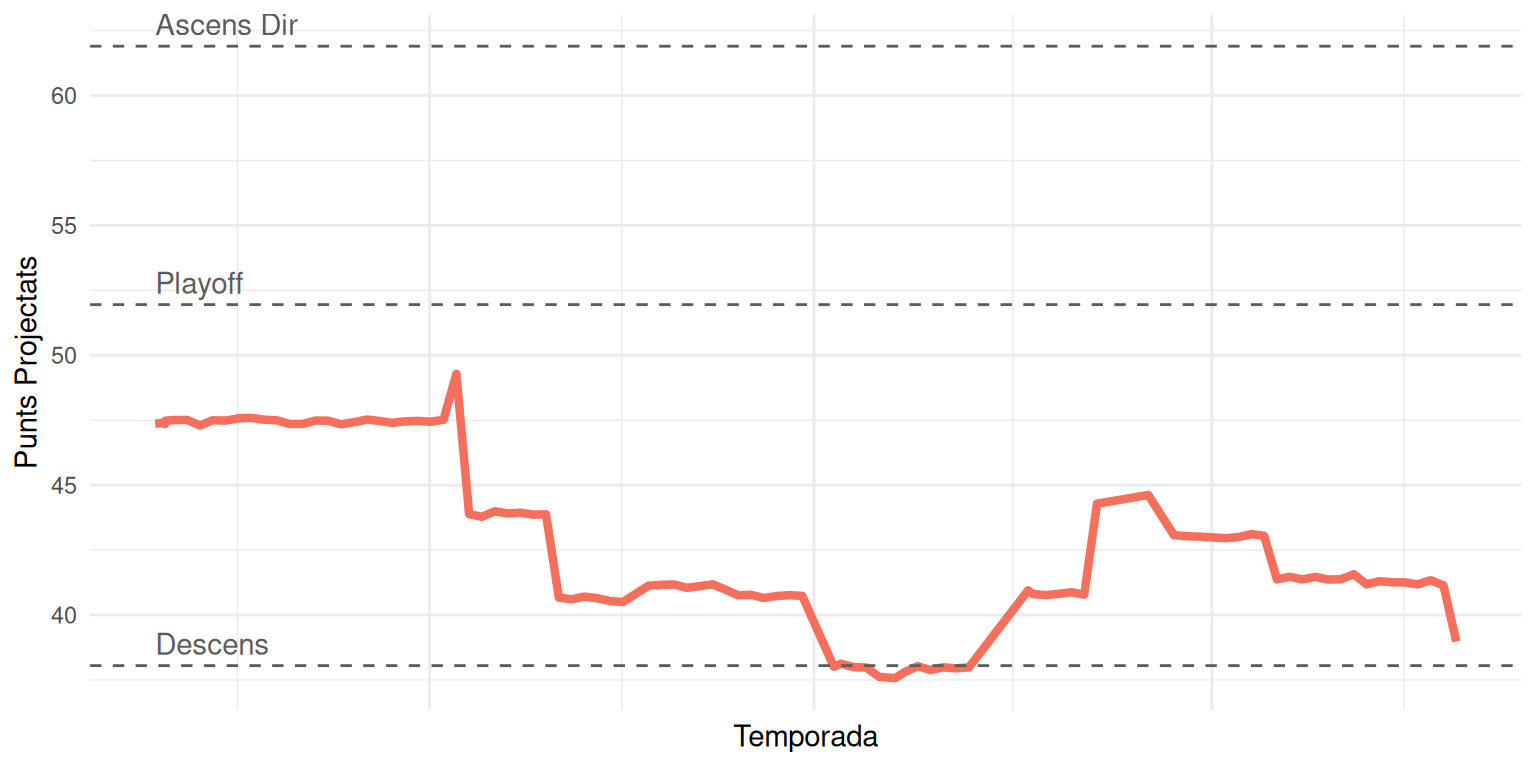 Ascens Dir
60
55
Playoff
50
45
40
Descens
Punts Projectats
Temporada